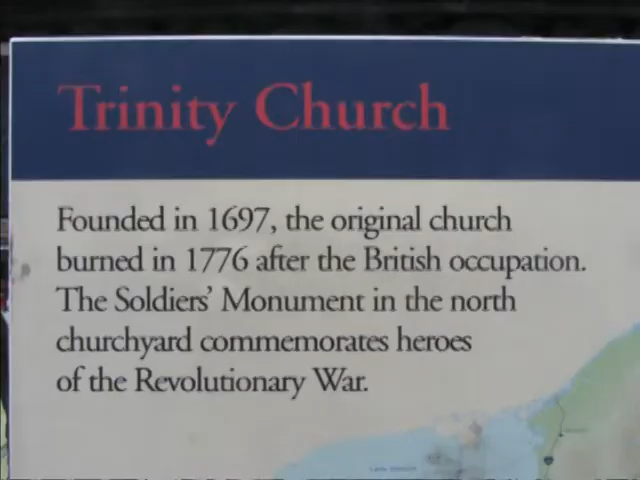 Trinity Church
Founded in 1697, the original church
burned in 1776 after the British occupation.
The Soldiers' Monument in the north
churchyard commemorates heroes
of the Revolutionary War.